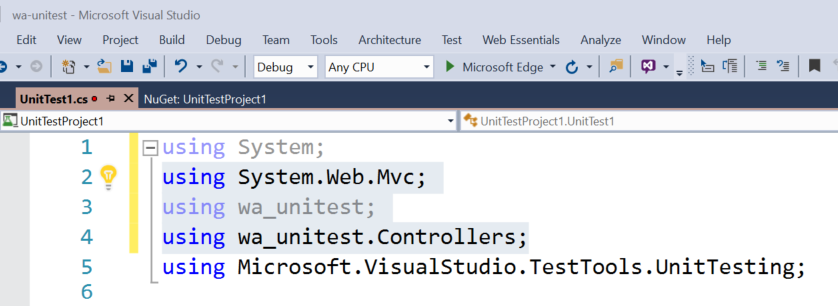 wa-unitest - Microsoft Visual Studio
Edit View Project Build Debug Team Tools Architecture Test Web Essentials Analyze Window Help
Debug Any CPU Microsoft Edge
UnitTest1.cs NuGet: UnitTestProject1
UnitTestProject1 UnitTestProject1.UnitTest1
1 using System;
2 using System.Web.Mvc;
3 using wa_unitest;
4 using wa_unitest.Controllers;
5 using Microsoft.VisualStudio.TestTools.UnitTesting;
6